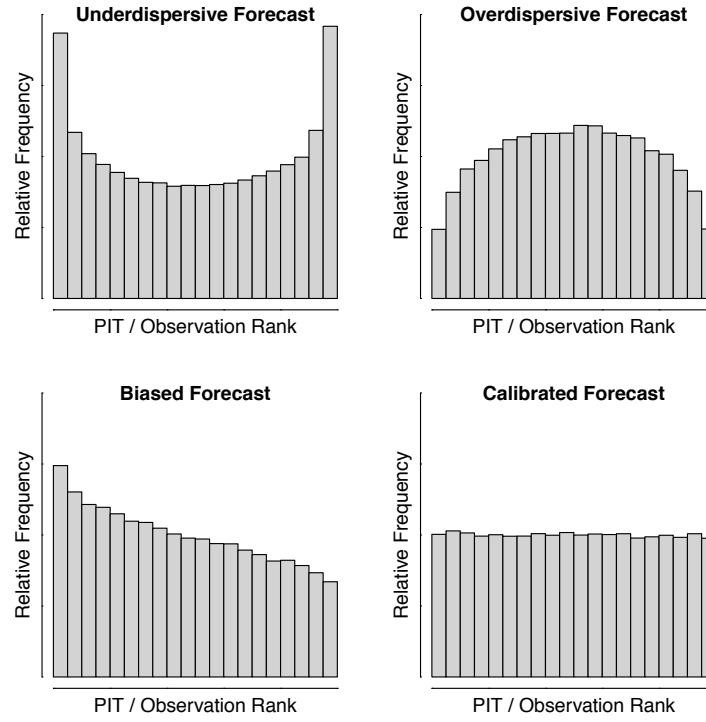 Underdispersive Forecast
Relative Frequency
PIT / Observation Rank
Overdispersive Forecast
Relative Frequency
PIT / Observation Rank
Biased Forecast
Relative Frequency
PIT / Observation Rank
Calibrated Forecast
Relative Frequency
PIT / Observation Rank